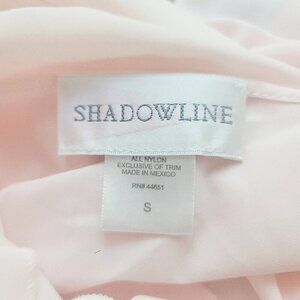 SHADOWLINE
ALL NYLON
EXCLUSIVE OF TRIM
MADE IN MEXICO
RN# 44651
S